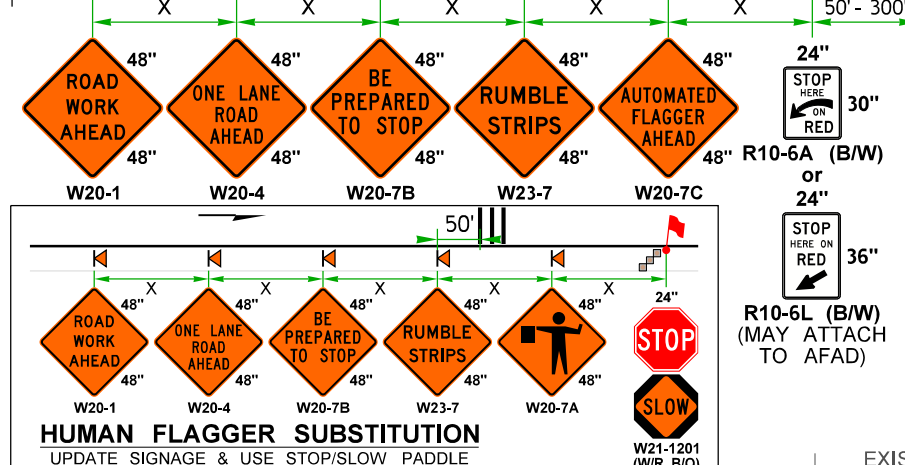 X X X X X 50' - 300'
48" 48" 48" 48" 48" 24"
ROAD WORK AHEAD
ONE LANE ROAD AHEAD
BE PREPARED TO STOP
RUMBLE STRIPS
AUTOMATED FLAGGER AHEAD
STOP HERE ON RED
30"
48" 48" 48" 48" 48"
W20-1 W20-4 W20-7B W23-7 W20-7C
R10-6A (B/W)
or
24"
STOP HERE ON RED
36"
R10-6L (B/W)
(MAY ATTACH
TO AFAD)
50'
X X X X X
48" 48" 48" 48" 48" 24"
ROAD WORK AHEAD
ONE LANE ROAD AHEAD
BE PREPARED TO STOP
RUMBLE STRIPS
STOP
48" 48" 48" 48" 48"
SLOW
W20-1 W20-4 W20-7B W23-7 W20-7A
W21-1201
(W/R, B/O)
HUMAN FLAGGER SUBSTITUTION
UPDATE SIGNAGE & USE STOP/SLOW PADDLE